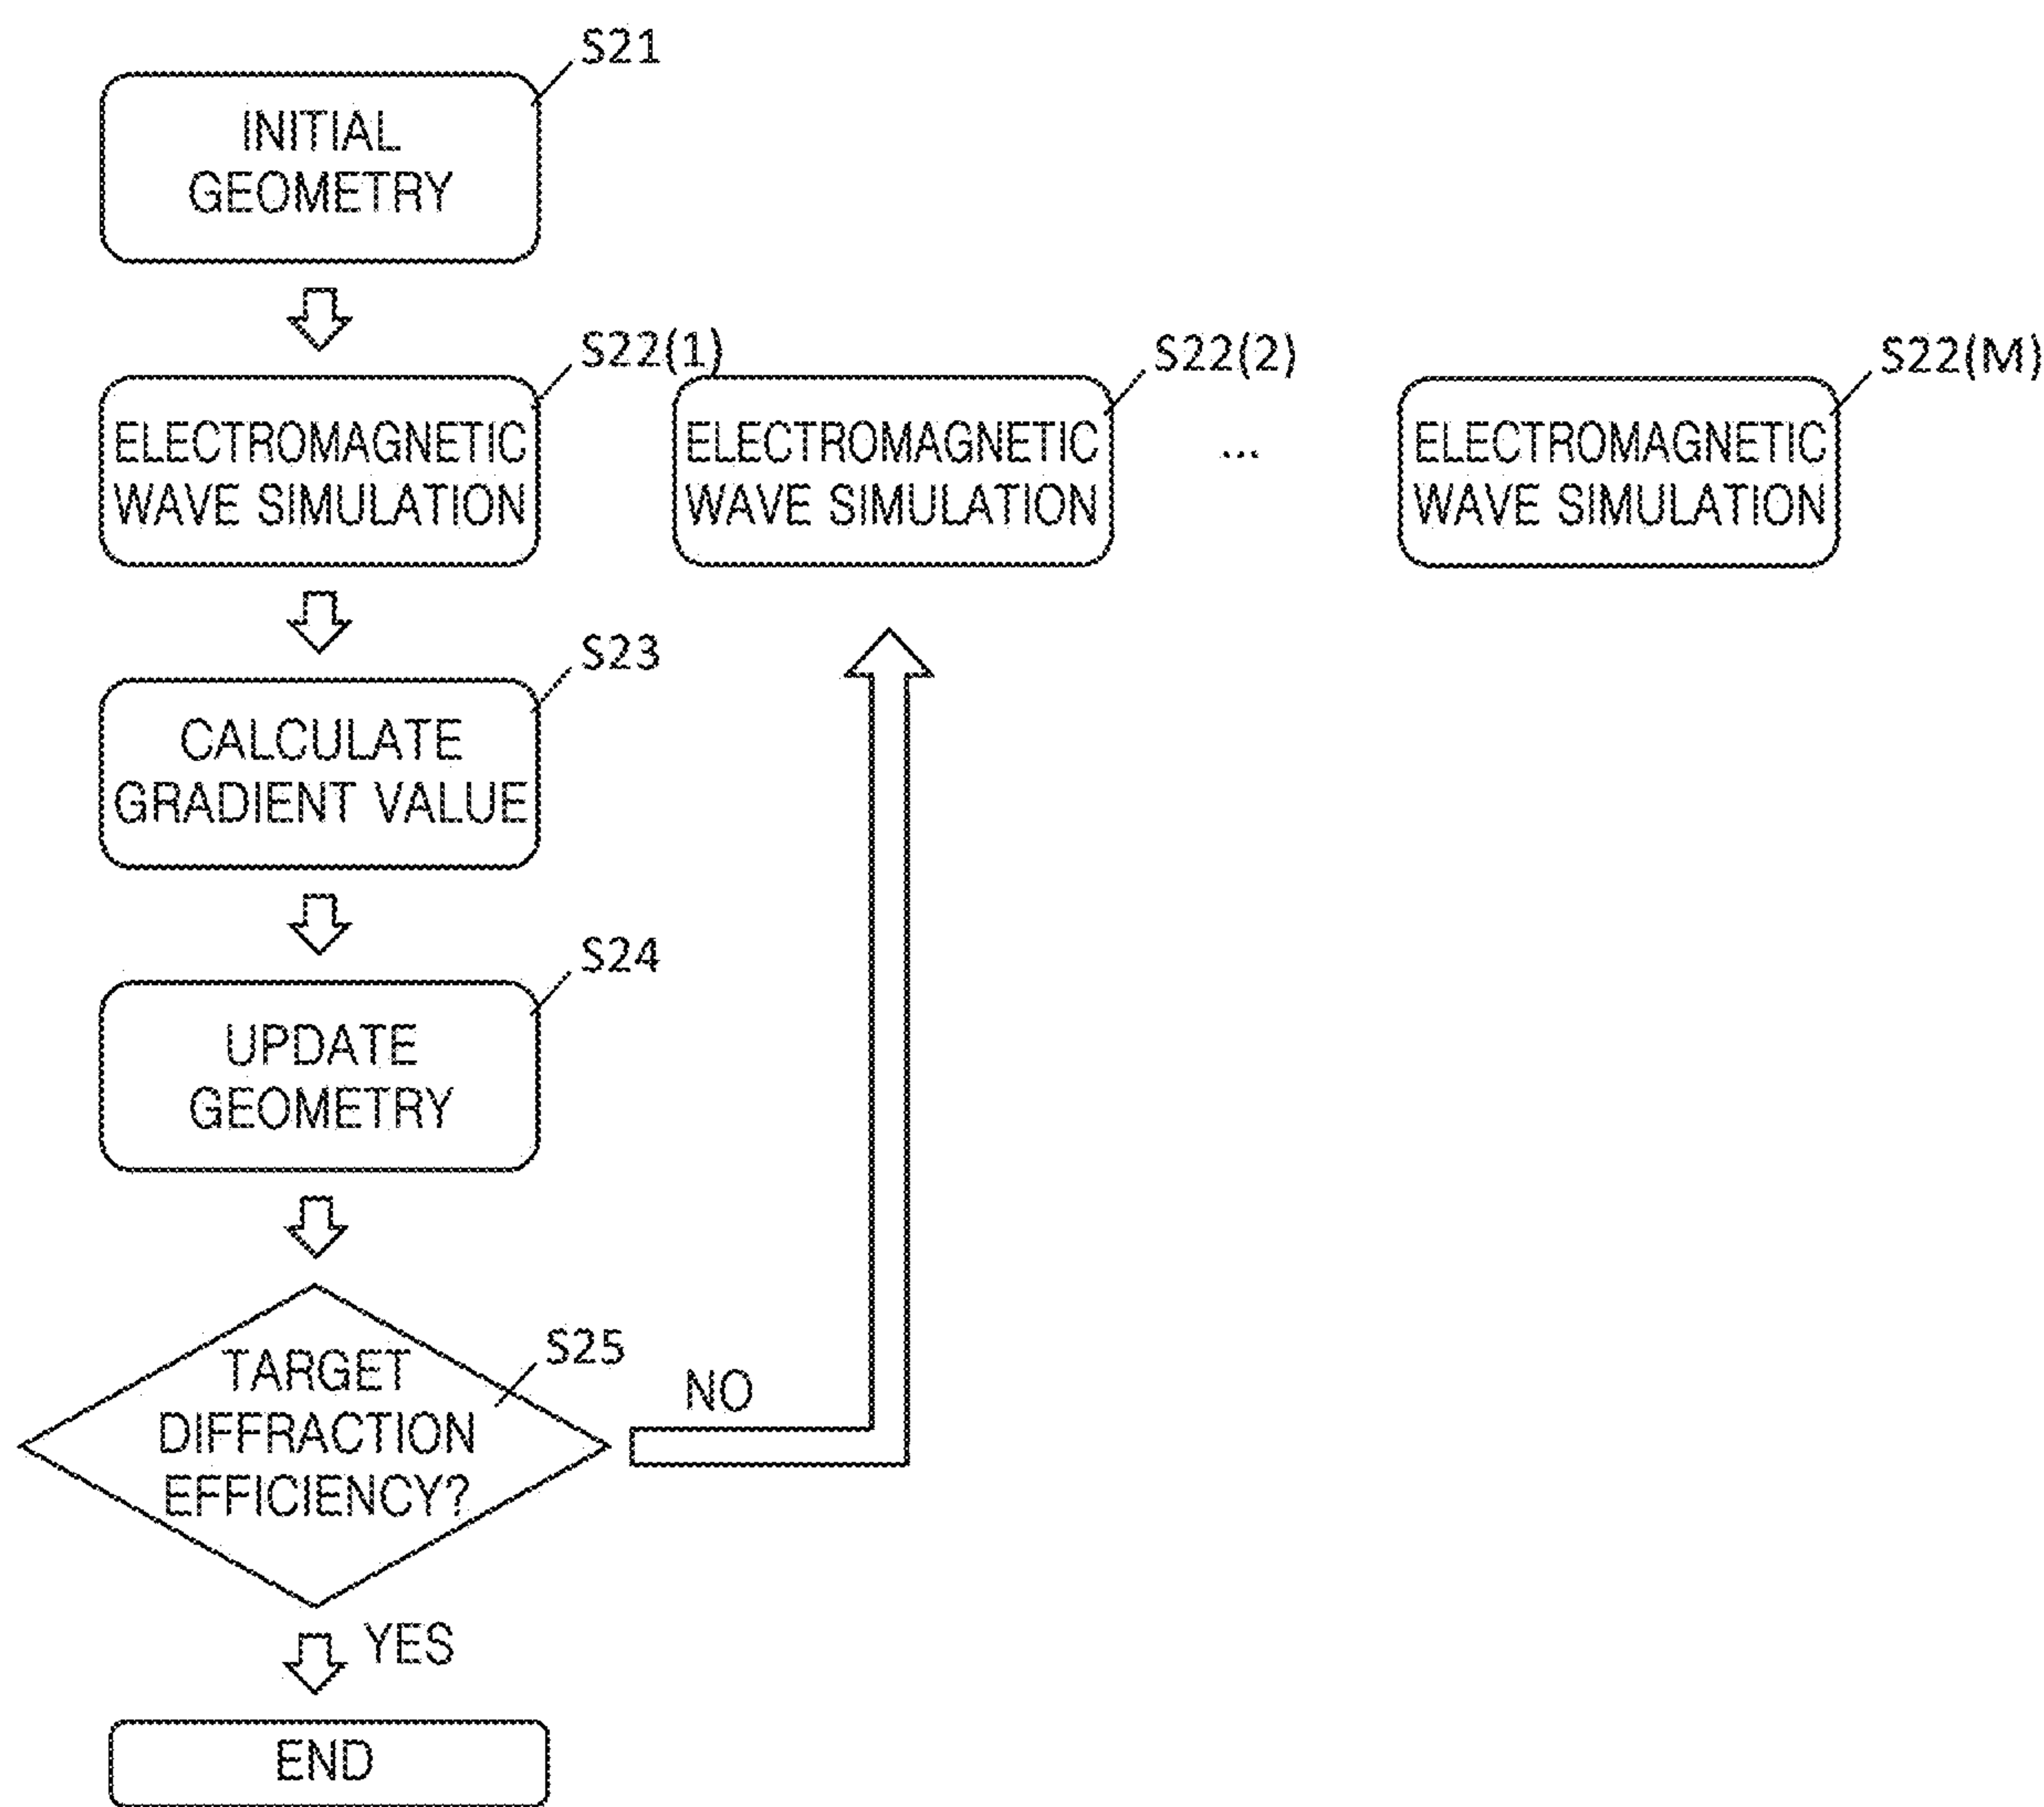 S21
INITIAL
GEOMETRY
S22(1)
ELECTROMAGNETIC
WAVE SIMULATION
S22(2)
ELECTROMAGNETIC
WAVE SIMULATION
...
S22(M)
ELECTROMAGNETIC
WAVE SIMULATION
S23
CALCULATE
GRADIENT VALUE
S24
UPDATE
GEOMETRY
S25
TARGET
DIFFRACTION
EFFICIENCY?
NO
YES
END